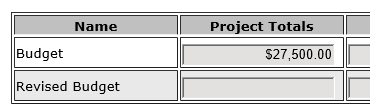 Name Project Totals
Budget $27,500.00
Revised Budget